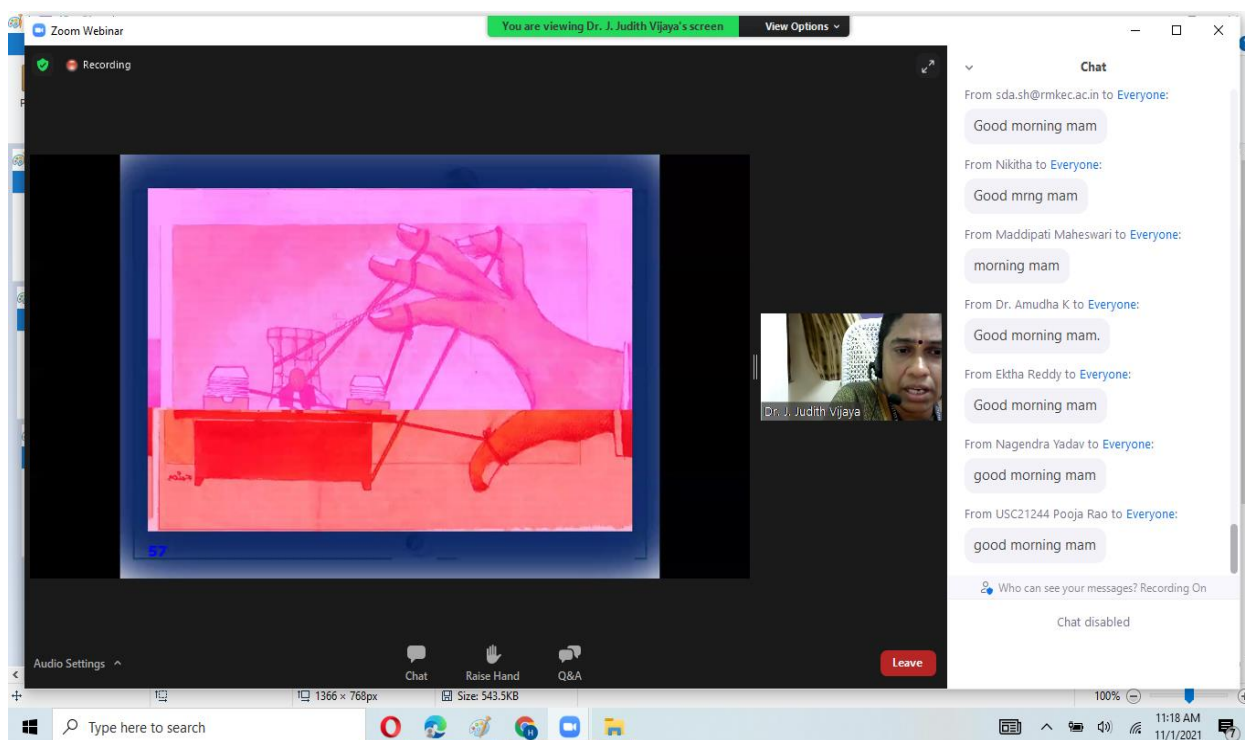 Zoom Webinar
You are viewing Dr. J. Judith Vijaya's screen
View Options
Recording
57
Dr. J. Judith Vijaya
Audio Settings
Chat
Raise Hand
Q&A
Leave
Chat
From sda.sh@rmkec.ac.in to Everyone:
Good morning mam
From Nikitha to Everyone:
Good mrng mam
From Maddipati Maheswari to Everyone:
morning mam
From Dr. Amudha K to Everyone:
Good morning mam.
From Ektha Reddy to Everyone:
Good morning mam
From Nagendra Yadav to Everyone:
good morning mam
From USC21244 Pooja Rao to Everyone:
good morning mam
Who can see your messages? Recording On
Chat disabled
1366 × 768px
Size: 543.5KB
100%
Type here to search
11:18 AM
11/1/2021
7